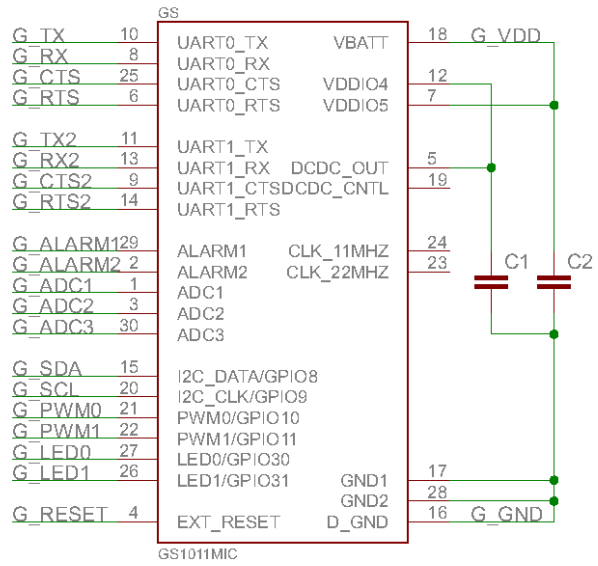 GS
G_TX 10 UART0_TX VBATT 18 G_VDD
G_RX 8 UART0_RX
G_CTS 25 UART0_CTS VDDIO4 12
G_RTS 6 UART0_RTS VDDIO5 7
G_TX2 11 UART1_TX
G_RX2 13 UART1_RX DCDC_OUT 5
G_CTS2 9 UART1_CTS DCDC_CNTL 19
G_RTS2 14 UART1_RTS
G_ALARM1 29 ALARM1 CLK_11MHZ 24
G_ALARM2 2 ALARM2 CLK_22MHZ 23 C1 C2
G_ADC1 1 ADC1
G_ADC2 3 ADC2
G_ADC3 30 ADC3
G_SDA 15 I2C_DATA/GPIO8
G_SCL 20 I2C_CLK/GPIO9
G_PWM0 21 PWM0/GPIO10
G_PWM1 22 PWM1/GPIO11
G_LED0 27 LED0/GPIO30
G_LED1 26 LED1/GPIO31 GND1 17
GND2 28
G_RESET 4 EXT_RESET D_GND 16 G_GND
GS1011MIC